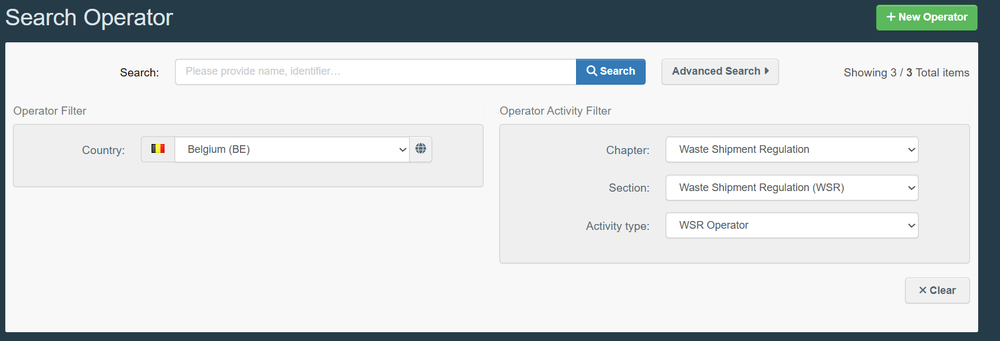 Search Operator
New Operator
Search:
Please provide name, identifier…
Search
Advanced Search
Showing 3 / 3 Total items
Operator Filter
Operator Activity Filter
Country:
Belgium (BE)
Chapter:
Waste Shipment Regulation
Section:
Waste Shipment Regulation (WSR)
Activity type:
WSR Operator
Clear